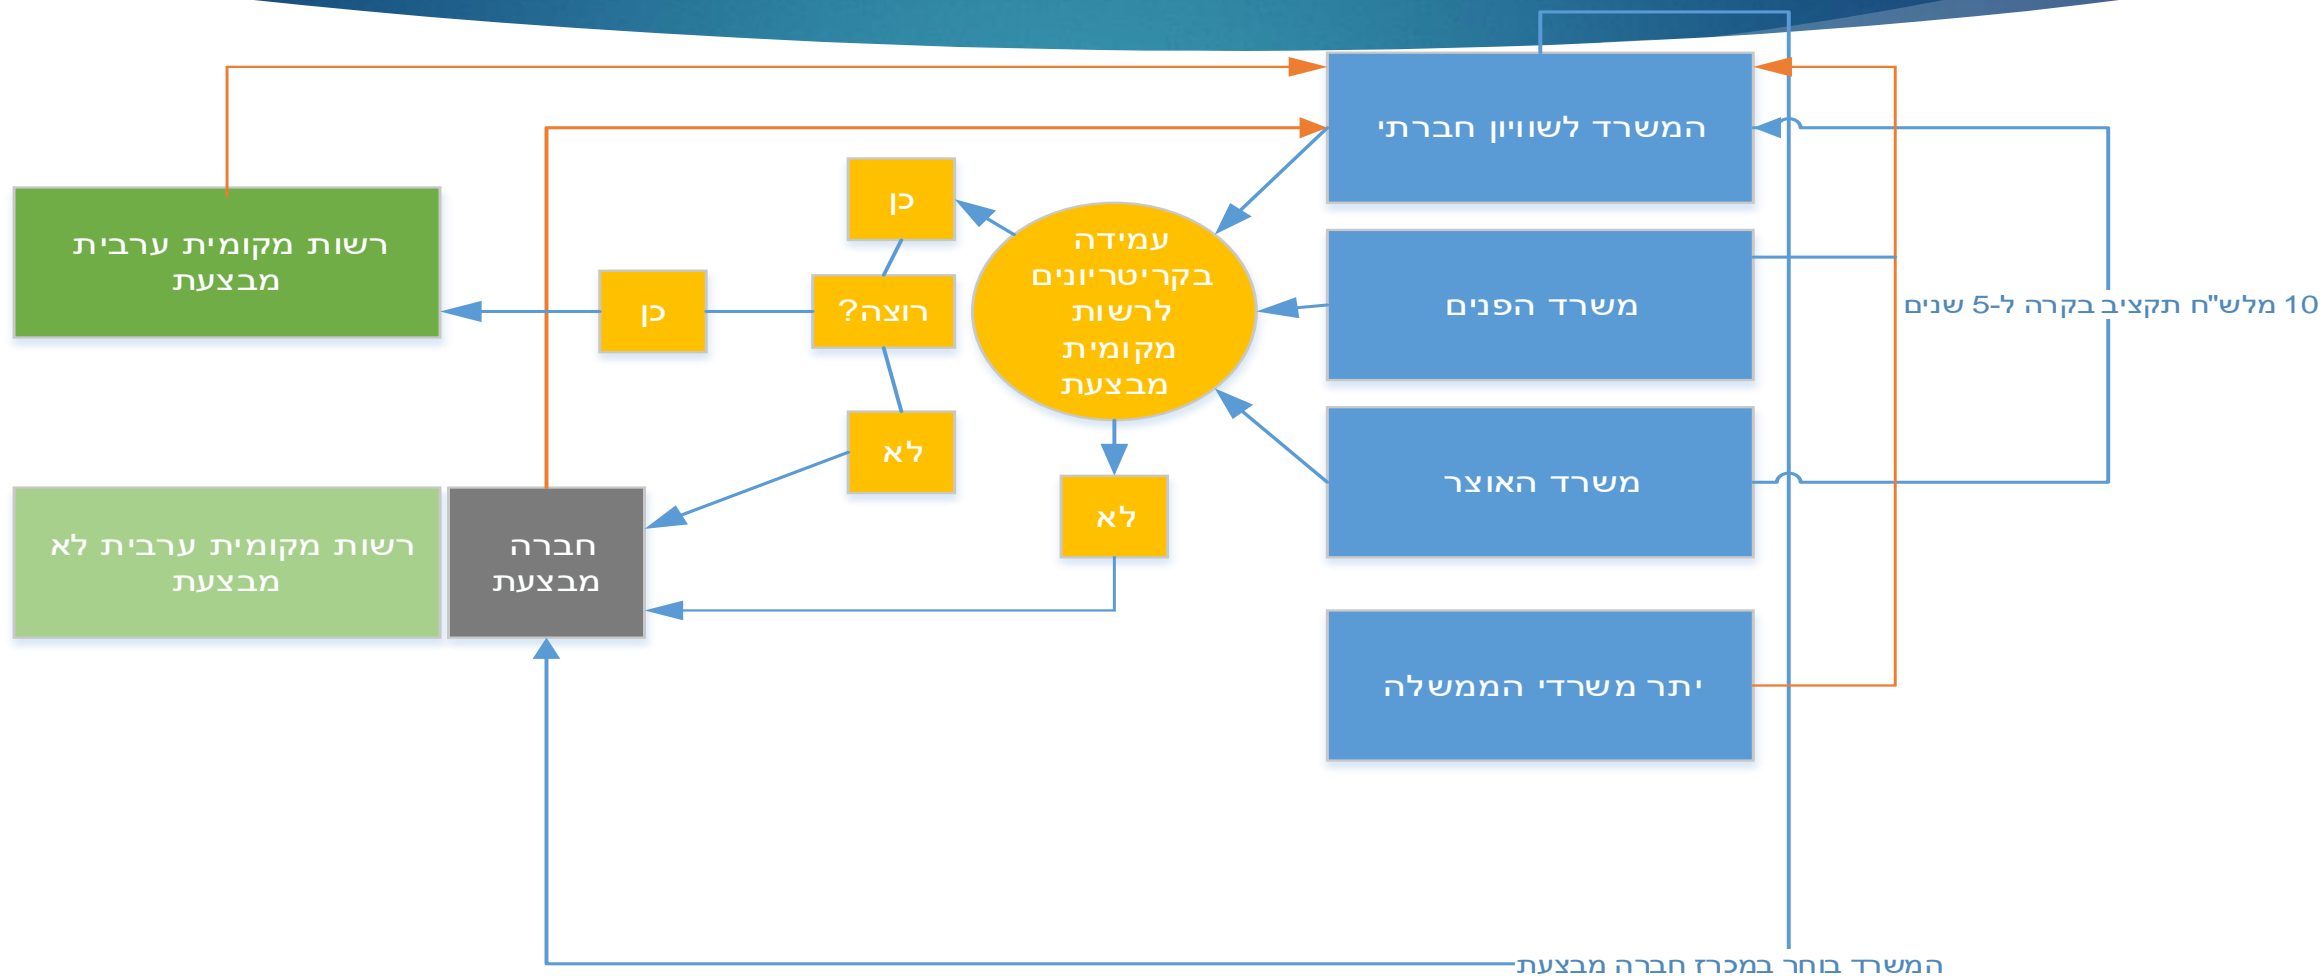 המשרד לשוויון חברתי
כן
עמידה
בקריטריונים
לרשות
מקומית
מבצעת
רשות מקומית ערבית
מבצעת
משרד הפנים
10 מלש"ח תקציב בקרה ל-5 שנים
רוצה?
כן
לא
משרד האוצר
לא
חברה
מבצעת
רשות מקומית ערבית לא
מבצעת
יתר משרדי הממשלה
המשרד בוחר במכרז חברה מבצעת